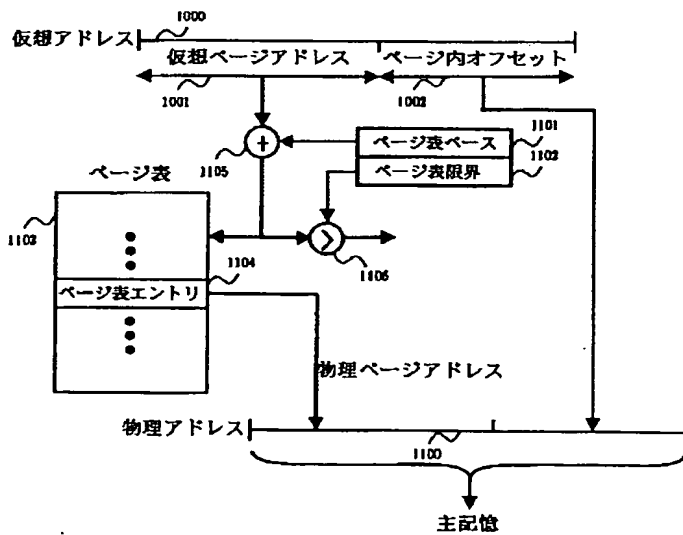 1000
仮想アドレス
仮想ページアドレス
ページ内オフセット
1001
1002
1101
+
ページ表ベース
1105
1102
ページ表
ページ表限界
1103
>
1104
1106
ページ表エントリ
物理ページアドレス
物理アドレス
1100
主記憶